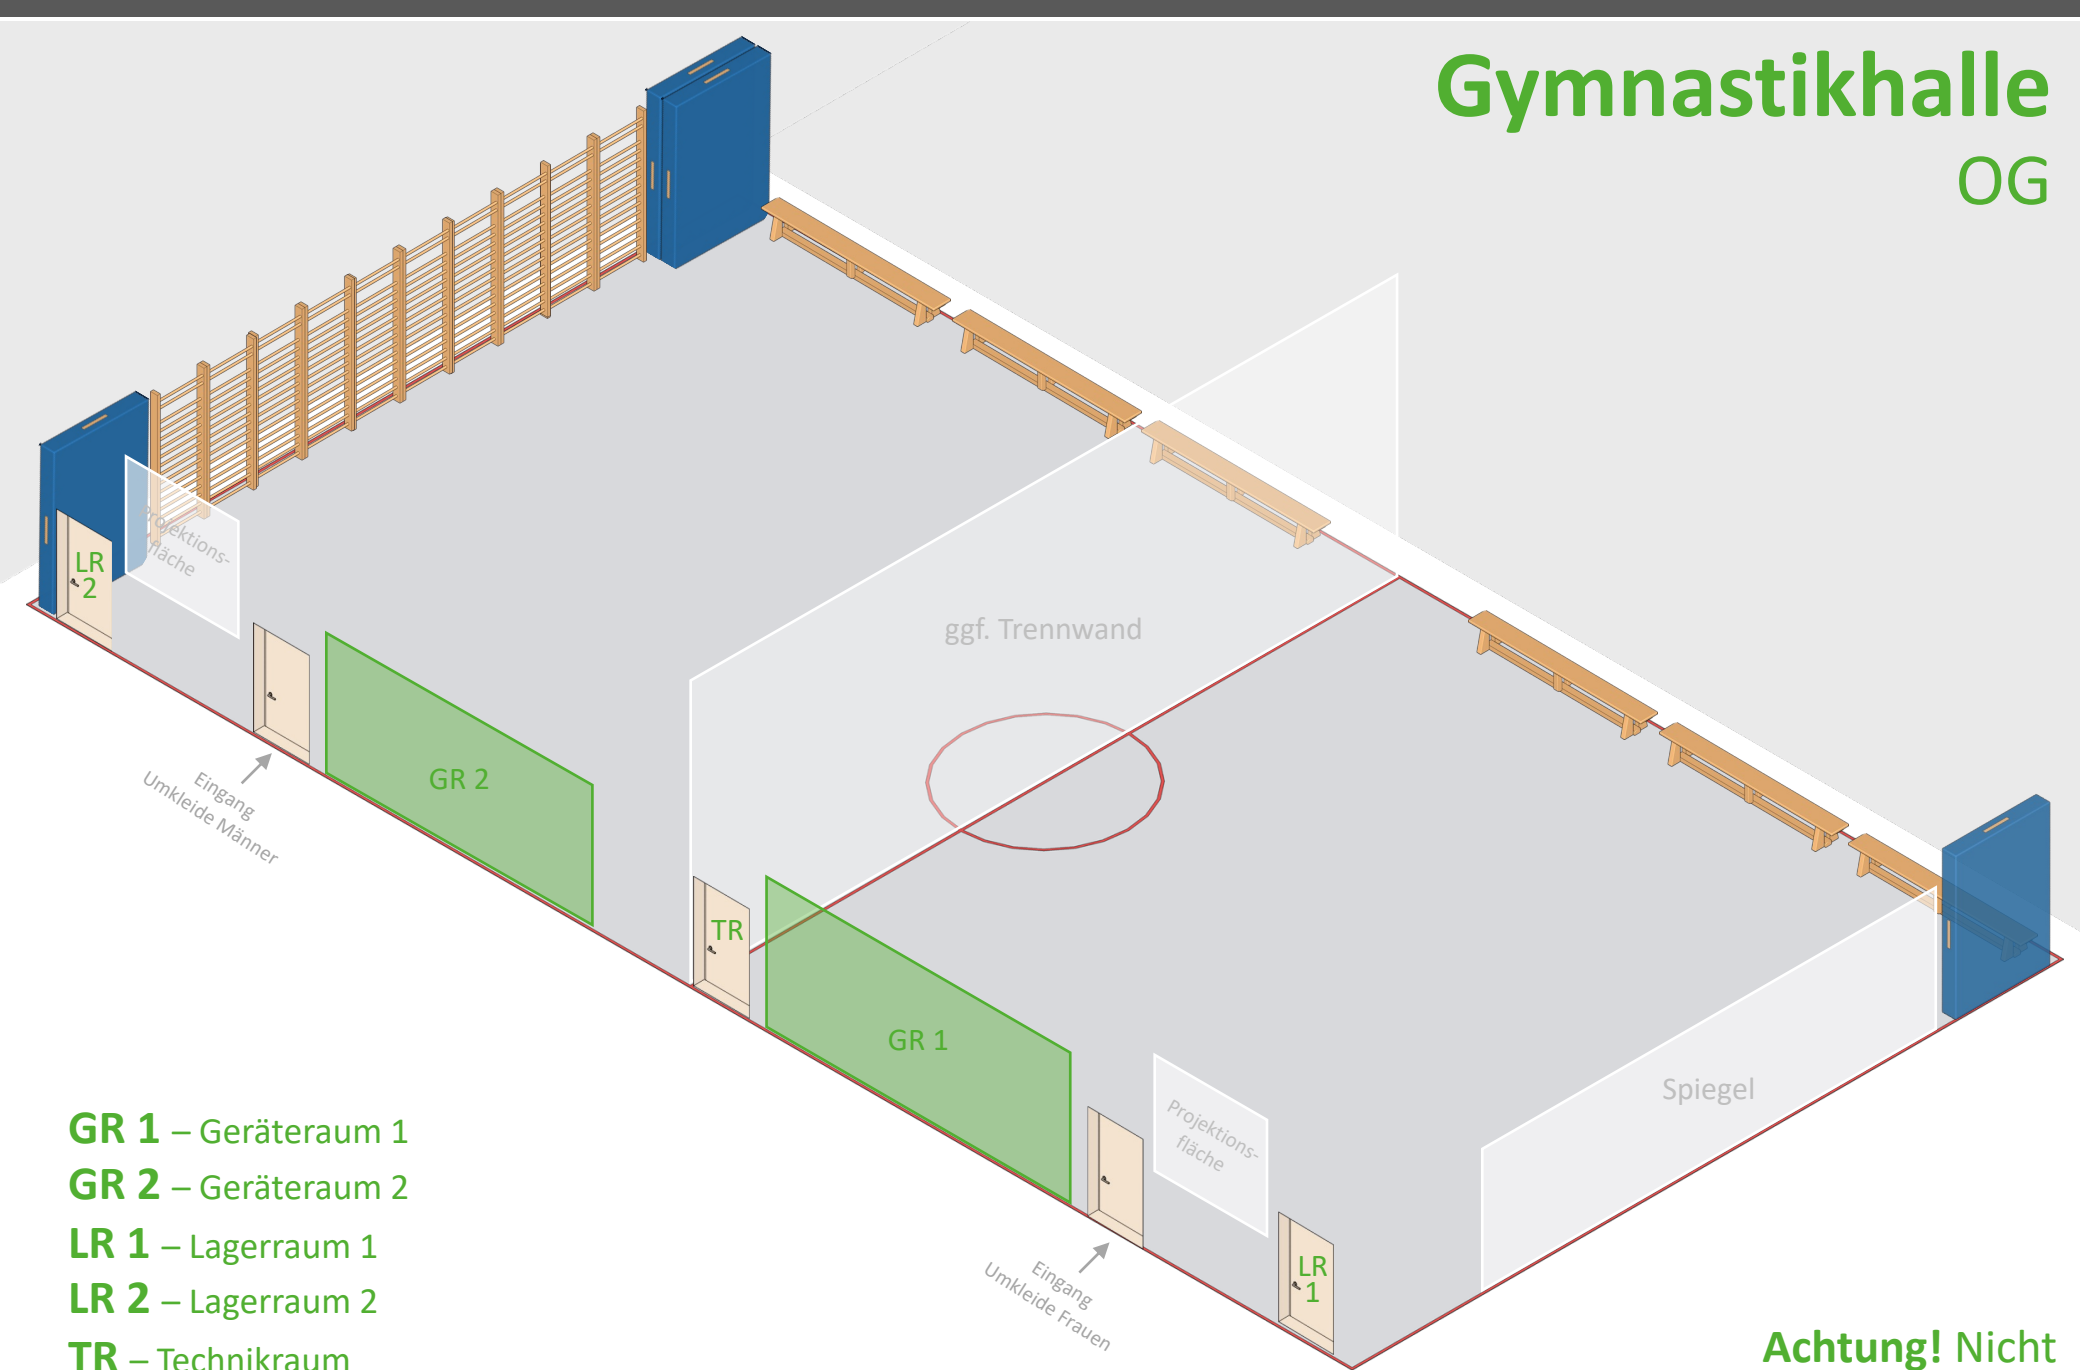 Gymnastikhalle
OG
Projektions-
fläche
LR
2
ggf. Trennwand
GR 2
Eingang
Umkleide Männer
TR
GR 1
Projektions-
fläche
Spiegel
Eingang
Umkleide Frauen
LR
1
GR 1 – Geräteraum 1
GR 2 – Geräteraum 2
LR 1 – Lagerraum 1
LR 2 – Lagerraum 2
TR – Technikraum
Achtung! Nicht